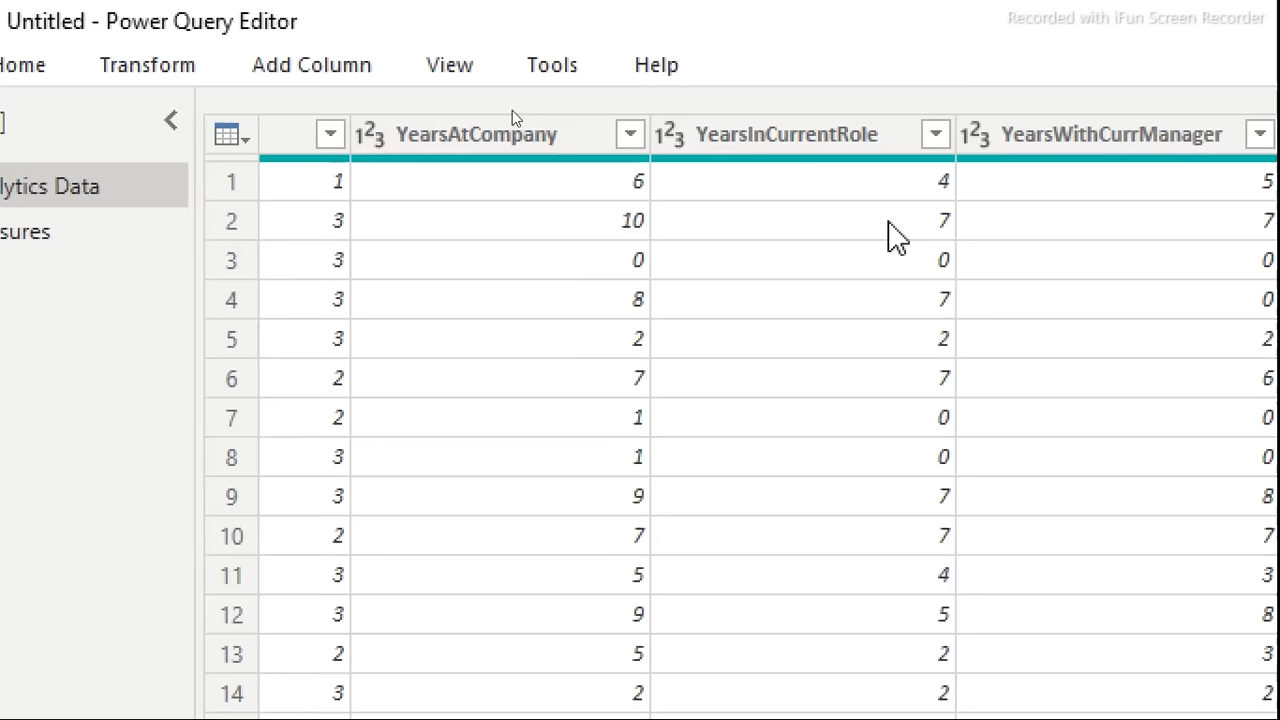 Untitled - Power Query Editor
Recorded with iFun Screen Recorder
Home Transform Add Column View Tools Help
]
lytics Data
sures
1²3 YearsAtCompany 1²3 YearsInCurrentRole 1²3 YearsWithCurrManager
1 1 6 4 5
2 3 10 7 7
3 3 0 0 0
4 3 8 7 0
5 3 2 2 2
6 2 7 7 6
7 2 1 0 0
8 3 1 0 0
9 3 9 7 8
10 2 7 7 7
11 3 5 4 3
12 3 9 5 8
13 2 5 2 3
14 3 2 2 2